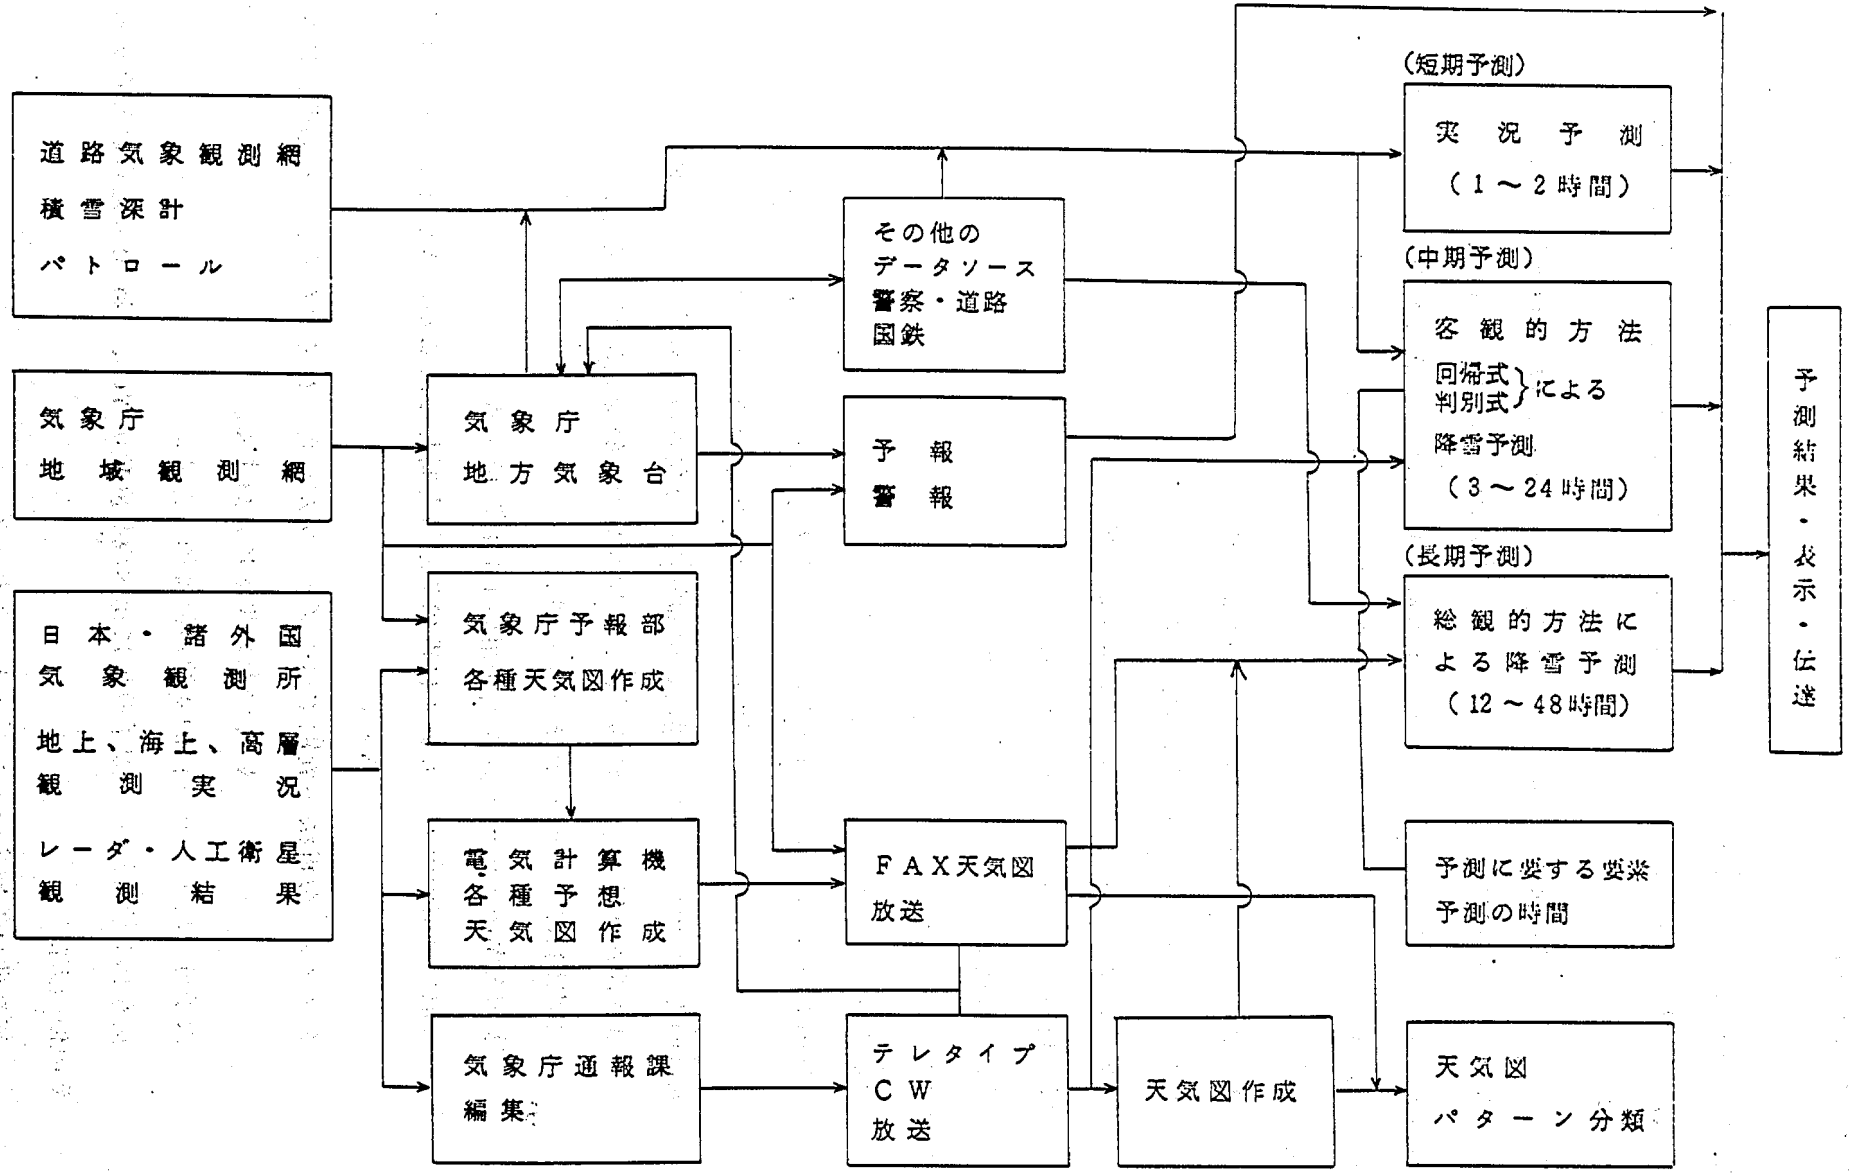 道路気象観測網
積雪深計
パトロール
気象庁
地域観測網
日本・諸外国
気象観測所
地上、海上、高層
観測実況
レーダ・人工衛星
観測結果
気象庁
地方気象台
気象庁予報部
各種天気図作成
電気計算機
各種予想
天気図作成
気象庁通報課
編集
その他の
データソース
警察・道路
国鉄
予報
警報
FAX天気図
放送
テレタイプ
CW
放送
天気図作成
(短期予測)
実況予測
(1～2時間)
(中期予測)
客観的方法
回帰式
判別式}による
降雪予測
(3～24時間)
(長期予測)
総観的方法に
よる降雪予測
(12～48時間)
予測に要する要素
予測の時間
天気図
パターン分類
予測結果・表示・伝達